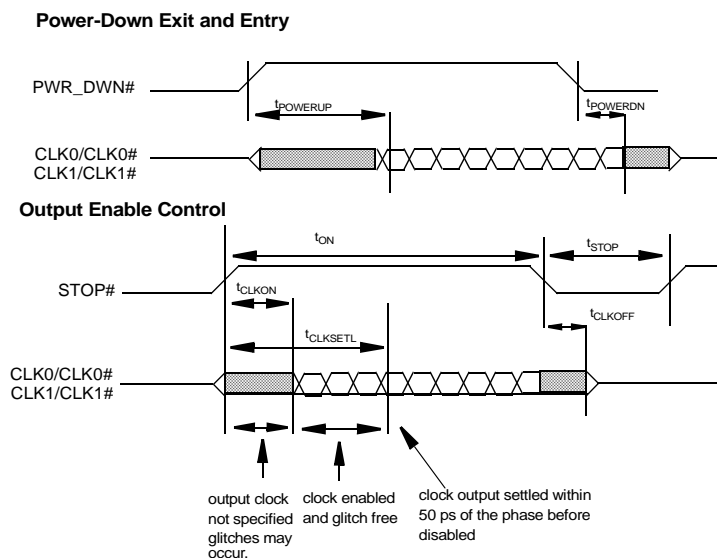 Power-Down Exit and Entry
PWR_DWN#
tPOWERUP
tPOWERDN
CLK0/CLK0#
CLK1/CLK1#
Output Enable Control
tON
tSTOP
STOP#
tCLKON
tCLKOFF
tCLKSETL
CLK0/CLK0#
CLK1/CLK1#
output clock
not specified
glitches may
occur.
clock enabled
and glitch free
clock output settled within
50 ps of the phase before
disabled